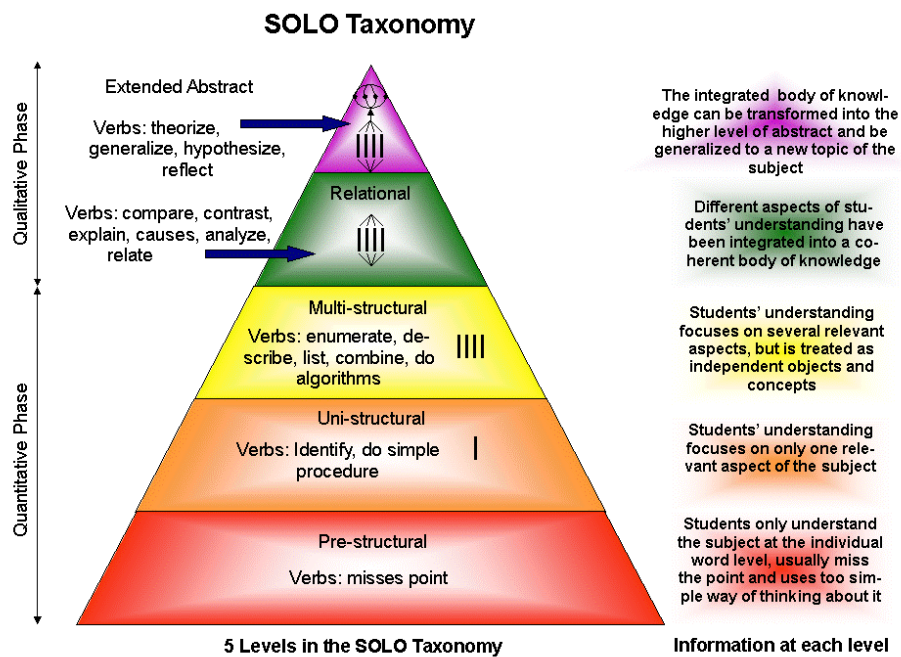 SOLO Taxonomy
Qualitative Phase
Quantitative Phase
Extended Abstract
Verbs: theorize,
generalize, hypothesize,
reflect
Relational
Verbs: compare, contrast,
explain, causes, analyze,
relate
Multi-structural
Verbs: enumerate, de-
scribe, list, combine, do
algorithms
Uni-structural
Verbs: Identify, do simple
procedure
Pre-structural
Verbs: misses point
5 Levels in the SOLO Taxonomy
The integrated body of knowl-
edge can be transformed into the
higher level of abstract and be
generalized to a new topic of the
subject
Different aspects of stu-
dents’ understanding have
been integrated into a co-
herent body of knowledge
Students’ understanding
focuses on several relevant
aspects, but is treated as
independent objects and
concepts
Students’ understanding
focuses on only one rele-
vant aspect of the subject
Students only understand
the subject at the individual
word level, usually miss
the point and uses too sim-
ple way of thinking about it
Information at each level